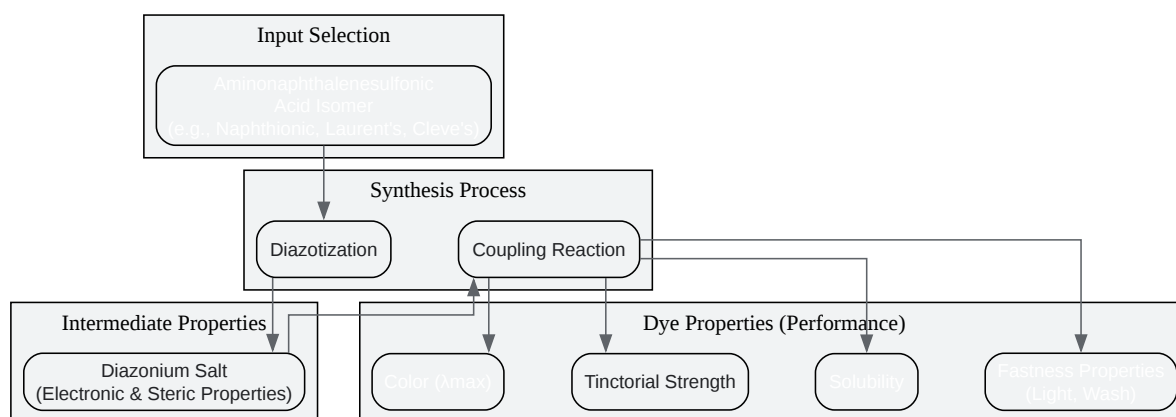 Input Selection
Aminonaphthalenesulfonic
Acid Isomer
(e.g., Naphthionic, Laurent's, Cleve's)
Synthesis Process
Diazotization
Coupling Reaction
Intermediate Properties
Diazonium Salt
(Electronic & Steric Properties)
Dye Properties (Performance)
Color (λmax)
Tinctorial Strength
Solubility
Fastness Properties
(Light, Wash)